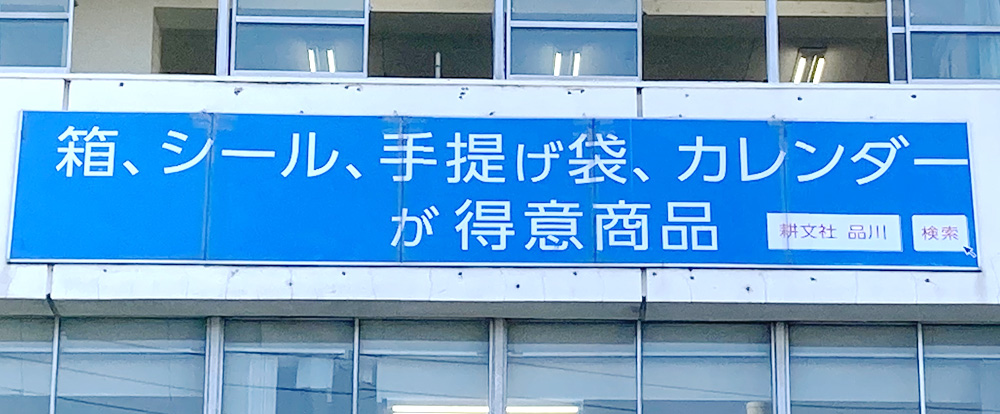 箱、シール、手提げ袋、カレンダー
が得意商品
耕文社 品川 検索